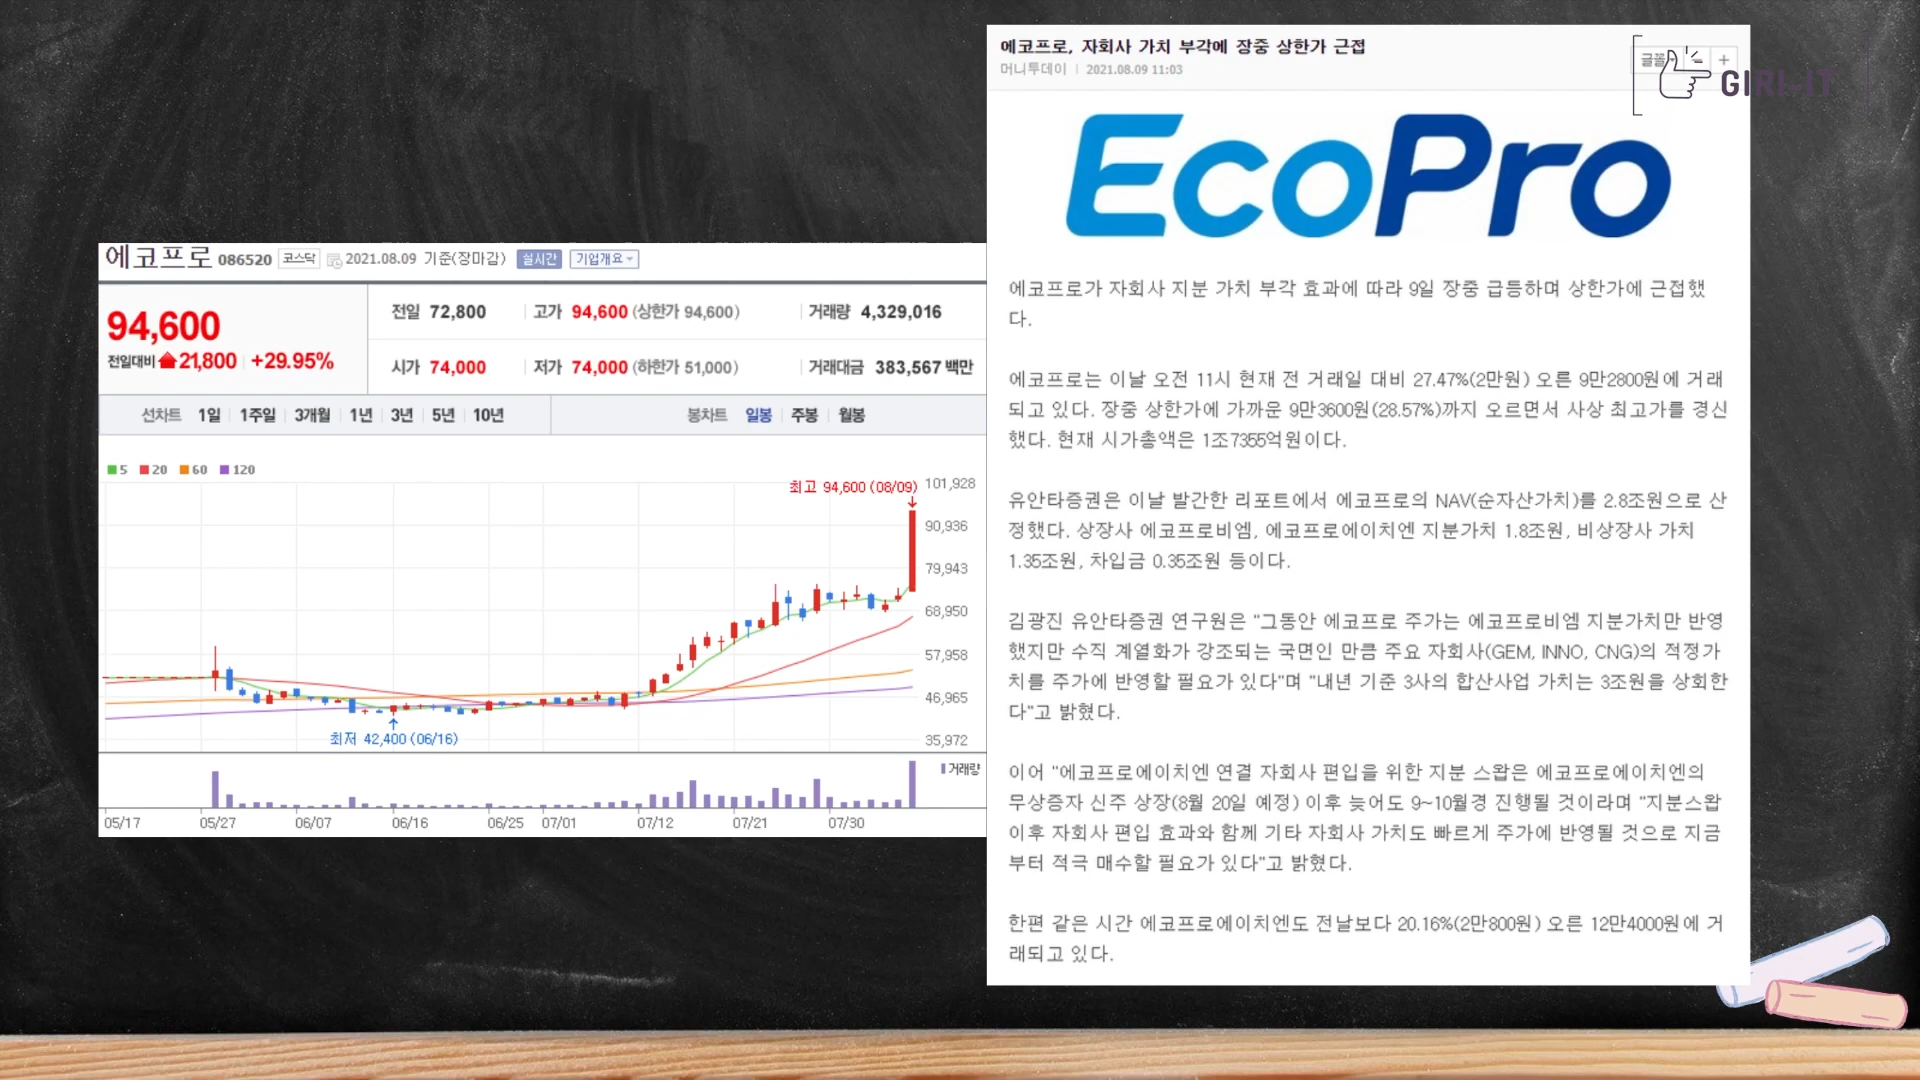 에코프로 086520 코스닥 2021.08.09 기준(장마감) 실시간 기업개요
94,600
전일대비 21,800 +29.95%
전일 72,800 고가 94,600 (상한가 94,600) 거래량 4,329,016
시가 74,000 저가 74,000 (하한가 51,000) 거래대금 383,567 백만
선차트 1일 1주일 3개월 1년 3년 5년 10년 봉차트 일봉 주봉 월봉
5 20 60 120
최고 94,600 (08/09)
101,928
90,936
79,943
68,950
57,958
46,965
35,972
최저 42,400 (06/16)
거래량
05/17 05/27 06/07 06/16 06/25 07/01 07/12 07/21 07/30
에코프로, 자회사 가치 부각에 장중 상한가 근접
머니투데이 2021.08.09 11:03
글꼴 +
GIRI-IT
EcoPro
에코프로가 자회사 지분 가치 부각 효과에 따라 9일 장중 급등하며 상한가에 근접했
다.
에코프로는 이날 오전 11시 현재 전 거래일 대비 27.47%(2만원) 오른 9만2800원에 거래
되고 있다. 장중 상한가에 가까운 9만3600원(28.57%)까지 오르면서 사상 최고가를 경신
했다. 현재 시가총액은 1조7355억원이다.
유안타증권은 이날 발간한 리포트에서 에코프로의 NAV(순자산가치)를 2.8조원으로 산
정했다. 상장사 에코프로비엠, 에코프로에이치엔 지분가치 1.8조원, 비상장사 가치
1.35조원, 차입금 0.35조원 등이다.
김광진 유안타증권 연구원은 "그동안 에코프로 주가는 에코프로비엠 지분가치만 반영
했지만 수직 계열화가 강조되는 국면인 만큼 주요 자회사(GEM, INNO, CNG)의 적정가
치를 주가에 반영할 필요가 있다"며 "내년 기준 3사의 합산사업 가치는 3조원을 상회한
다"고 밝혔다.
이어 "에코프로에이치엔 연결 자회사 편입을 위한 지분 스왑은 에코프로에이치엔의
무상증자 신주 상장(8월 20일 예정) 이후 늦어도 9~10월경 진행될 것이라며 "지분스왑
이후 자회사 편입 효과와 함께 기타 자회사 가치도 빠르게 주가에 반영될 것으로 지금
부터 적극 매수할 필요가 있다"고 밝혔다.
한편 같은 시간 에코프로에이치엔도 전날보다 20.16%(2만800원) 오른 12만4000원에 거
래되고 있다.